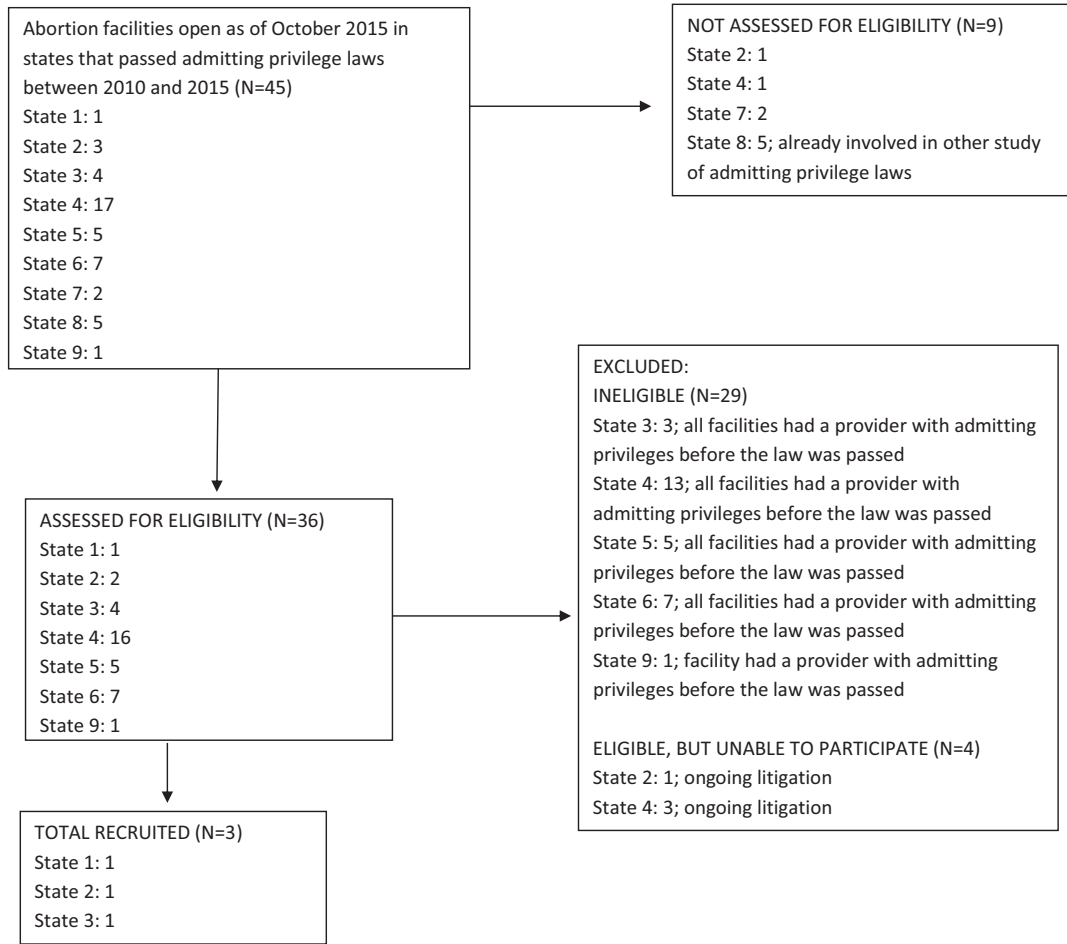 Abortion facilities open as of October 2015 in
states that passed admitting privilege laws
between 2010 and 2015 (N=45)
State 1: 1
State 2: 3
State 3: 4
State 4: 17
State 5: 5
State 6: 7
State 7: 2
State 8: 5
State 9: 1
NOT ASSESSED FOR ELIGIBILITY (N=9)
State 2: 1
State 4: 1
State 7: 2
State 8: 5; already involved in other study
of admitting privilege laws
EXCLUDED:
INELIGIBLE (N=29)
State 3: 3; all facilities had a provider with admitting
privileges before the law was passed
State 4: 13; all facilities had a provider with
admitting privileges before the law was passed
State 5: 5; all facilities had a provider with admitting
privileges before the law was passed
State 6: 7; all facilities had a provider with admitting
privileges before the law was passed
State 9: 1; facility had a provider with admitting
privileges before the law was passed
ELIGIBLE, BUT UNABLE TO PARTICIPATE (N=4)
State 2: 1; ongoing litigation
State 4: 3; ongoing litigation
ASSESSED FOR ELIGIBILITY (N=36)
State 1: 1
State 2: 2
State 3: 4
State 4: 16
State 5: 5
State 6: 7
State 9: 1
TOTAL RECRUITED (N=3)
State 1: 1
State 2: 1
State 3: 1